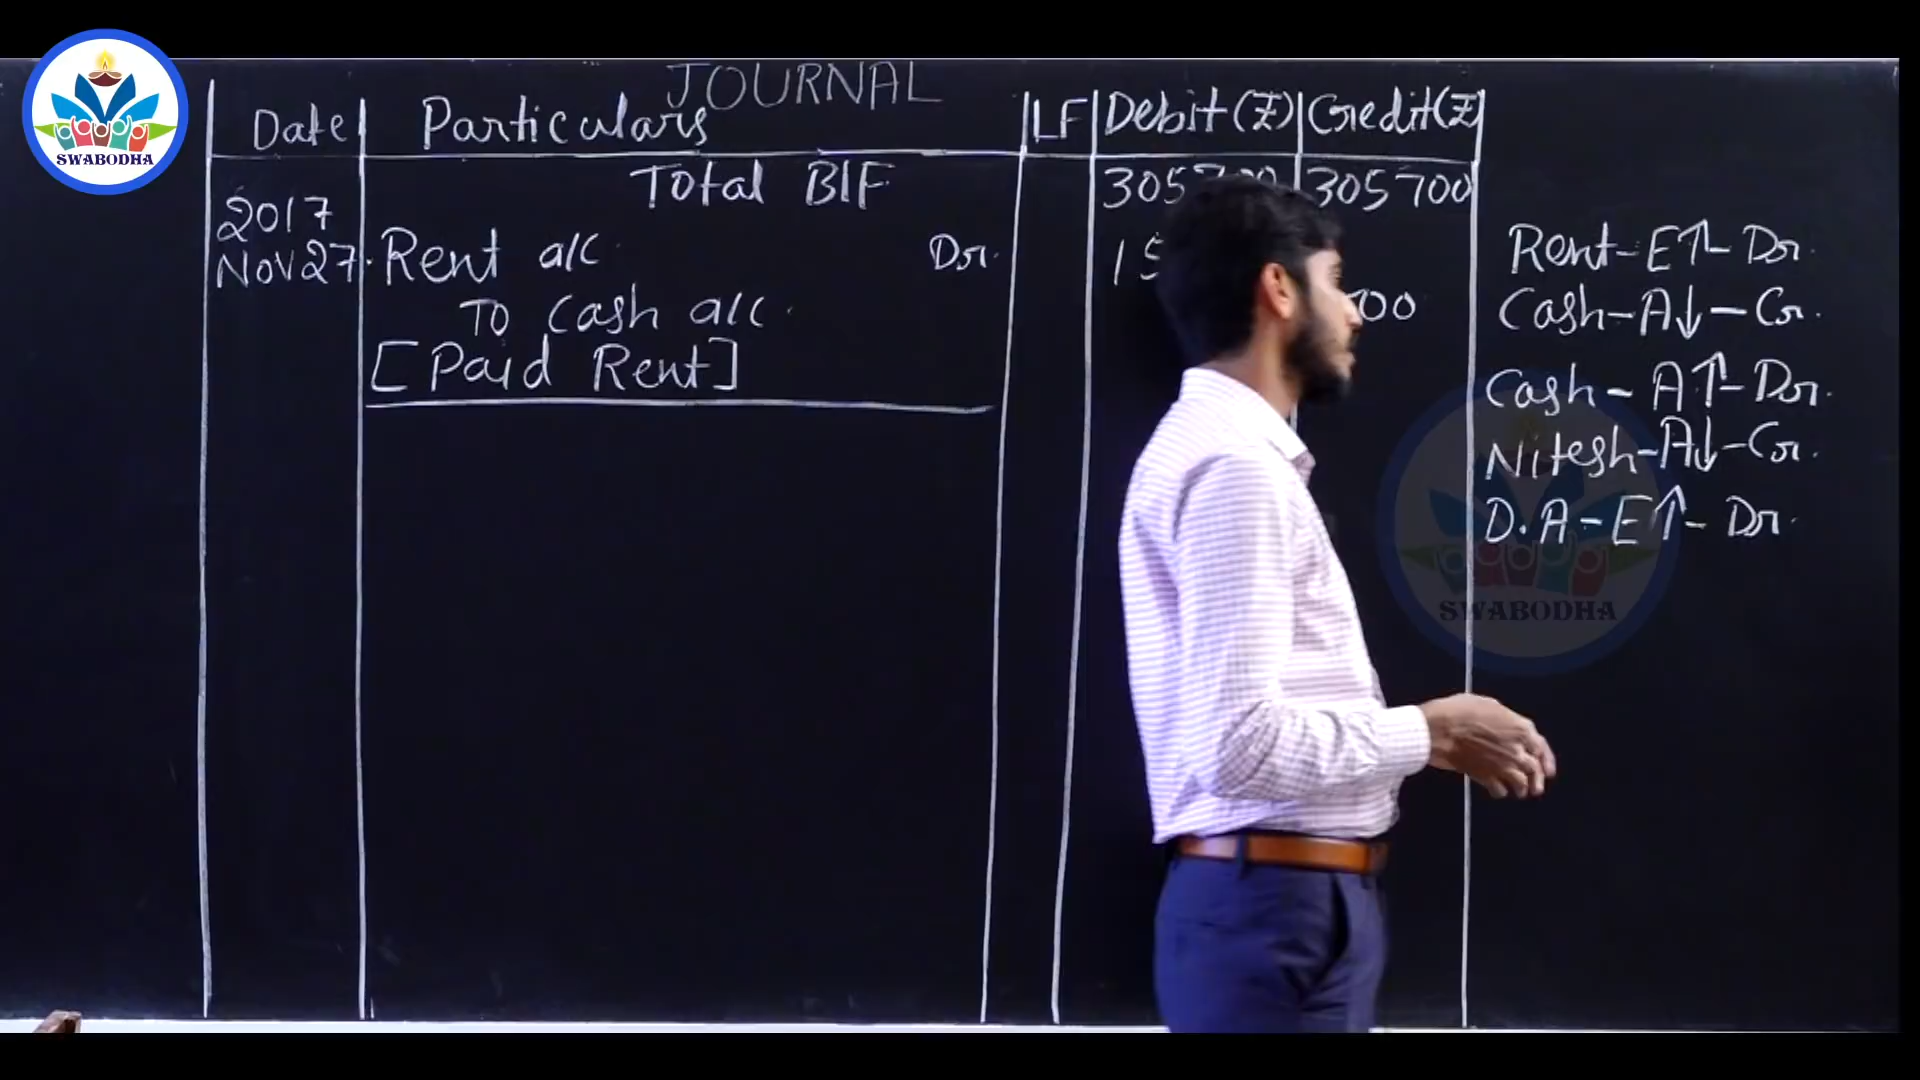 SWABODHA
JOURNAL
Date Particulars LF Debit(₹) Credit(₹)
Total B/F 305700
2017
Nov 27 Rent a/c Dr.
To Cash a/c
[Paid Rent]
Rent-E↑-Dr.
Cash-A↓-Cr.
Cash-A↑-Dr.
Nitesh-A↓-Cr.
D.A-E↑-Dr.
SWABODHA